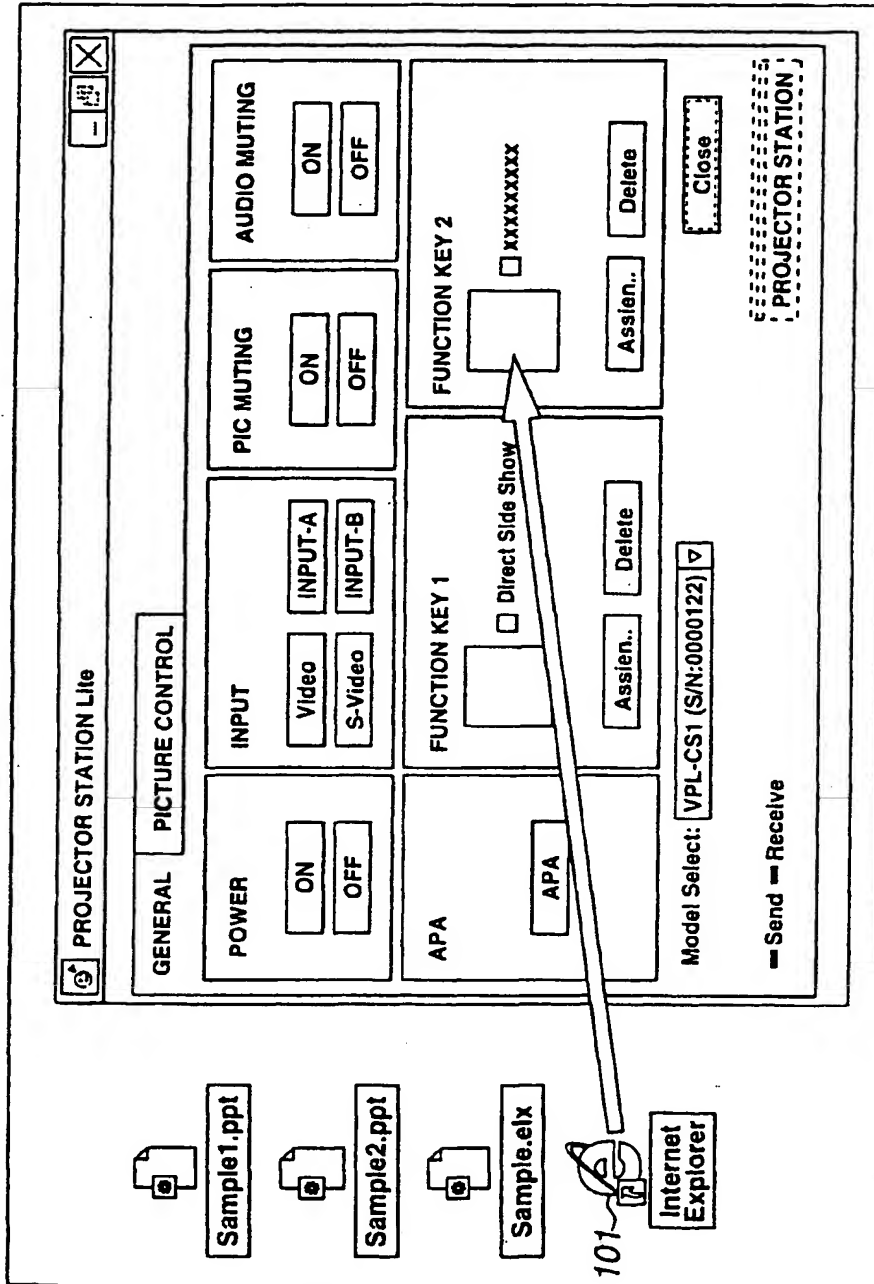 PROJECTOR STATION Lite
GENERAL
PICTURE CONTROL
POWER
ON
OFF
INPUT
Video
INPUT-A
S-Video
INPUT-B
PIC MUTING
ON
OFF
AUDIO MUTING
ON
OFF
APA
APA
FUNCTION KEY 1
Direct Side Show
Assien..
Delete
FUNCTION KEY 2
xxxxxxxxx
Assien..
Delete
Model Select: VPL-CS1 (S/N:0000122)
Close
Send
Receive
PROJECTOR STATION
Sample1.ppt
Sample2.ppt
Sample.elx
101
Internet
Explorer